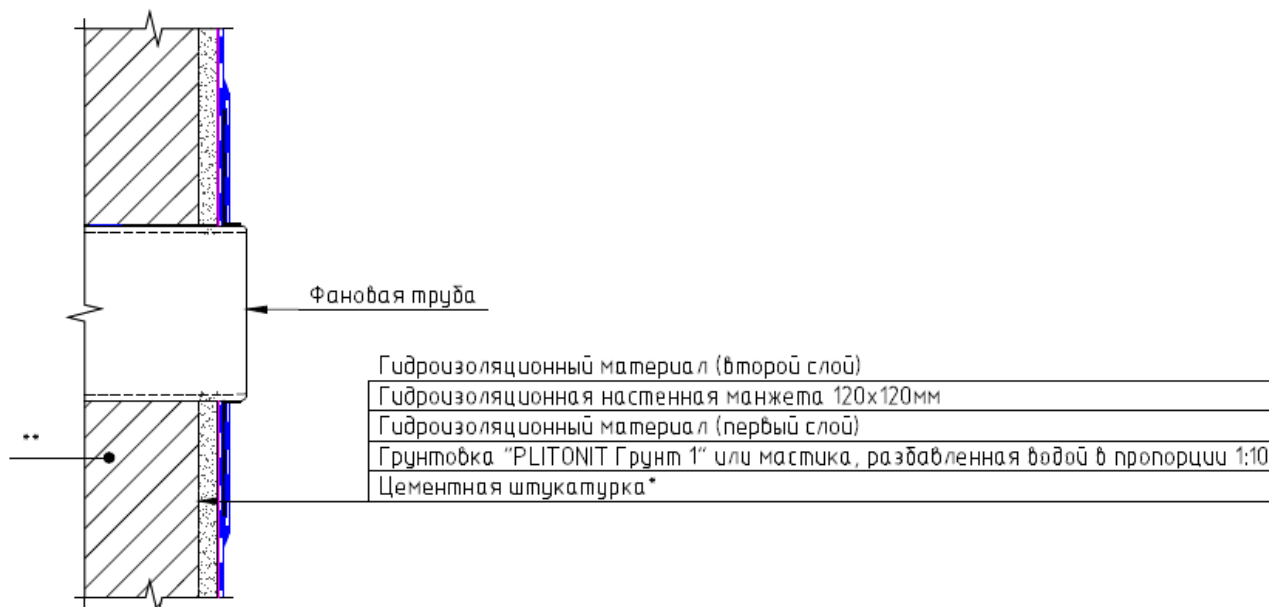 Фановая труба
Гидроизоляционный материал (второй слой)
Гидроизоляционная настенная манжета 120х120мм
Гидроизоляционный материал (первый слой)
Грунтовка "PLITONIT Грунт 1" или мастика, разбавленная водой в пропорции 1:10
Цементная штукатурка*
**